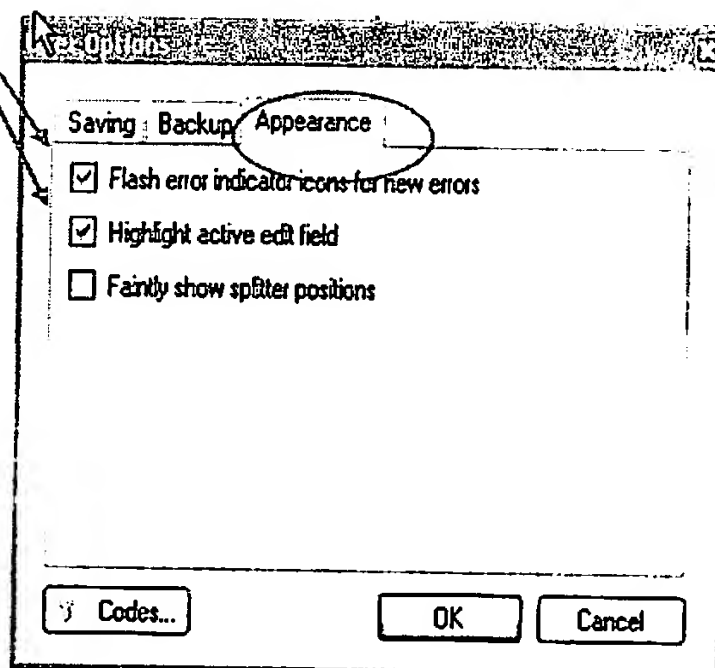 Options
Saving Backup Appearance
Flash error indicator icons for new errors
Highlight active edit field
Faintly show splitter positions
Codes... OK Cancel